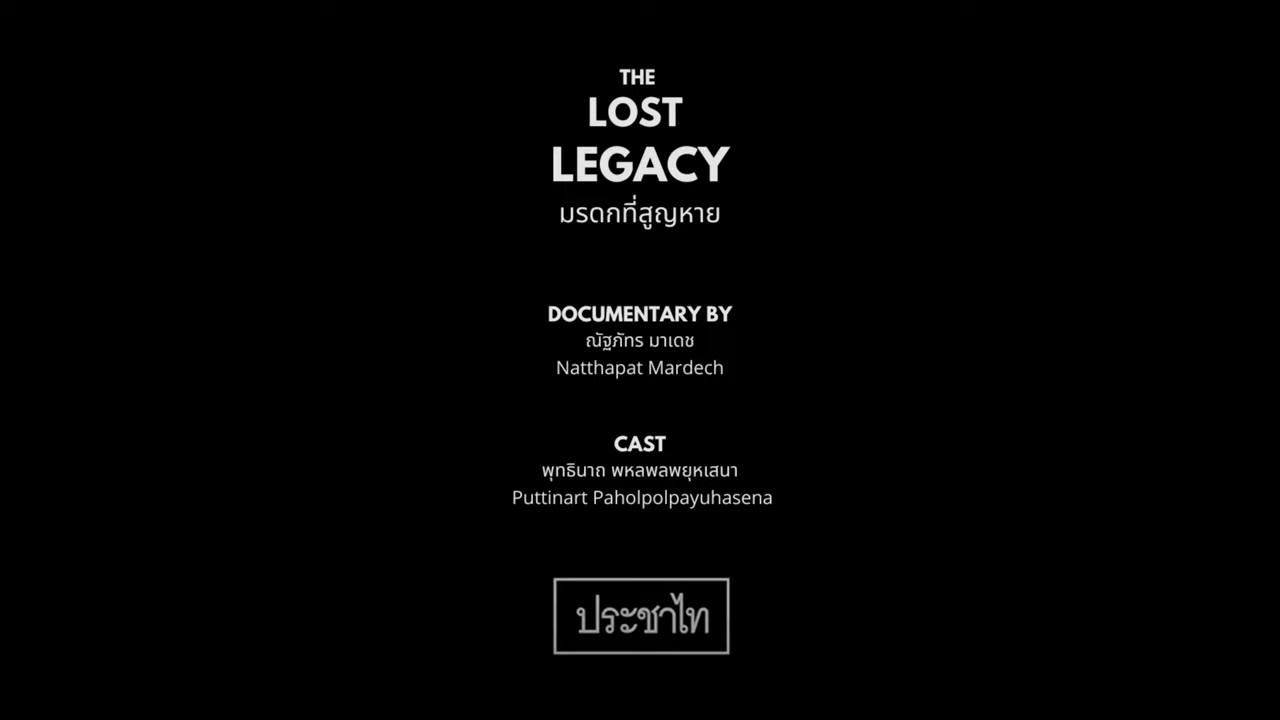 THE
LOST
LEGACY
มรดกที่สูญหาย
DOCUMENTARY BY
ณัฐภัทร มาเดช
Natthapat Mardech
CAST
พุทธินาถ พหลพลพยุหเสนา
Puttinart Paholpolpayuhasena
ประชาไท